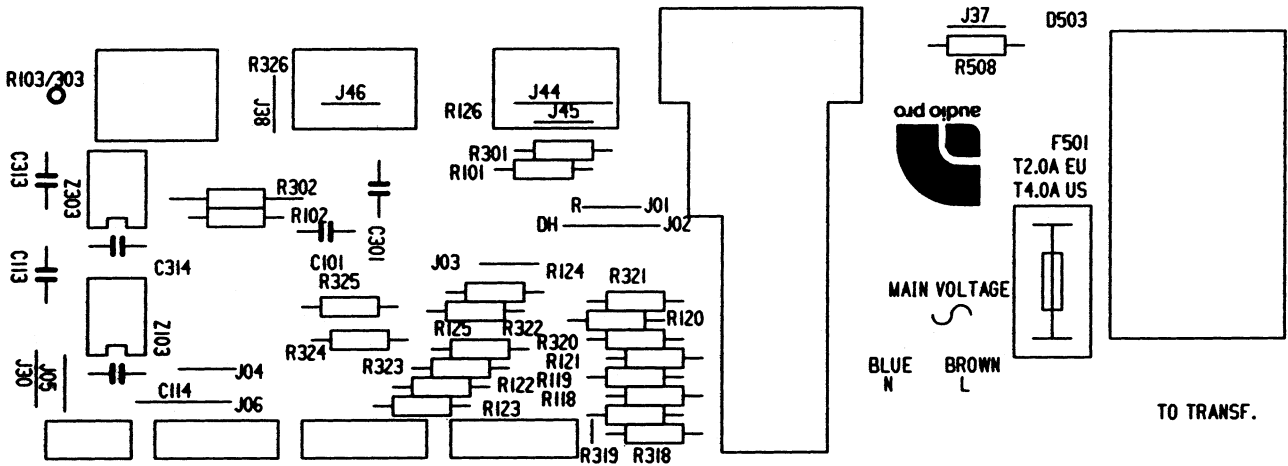 J37
D503
R508
R103/303
R326
J38
J46
J44
J45
R126
audio pro
F501
T2.0A EU
T4.0A US
R301
R101
C313
Z303
R302
R102
C301
R J01
DH J02
C113
C314
C101
J03
R124
R325
R321
R125
R322
R120
MAIN VOLTAGE
Z103
R324
R320
R323
R121
BLUE
N
BROWN
L
J30
J05
J04
R122
R119
C114
J06
R123
R118
TO TRANSF.
R319
R318